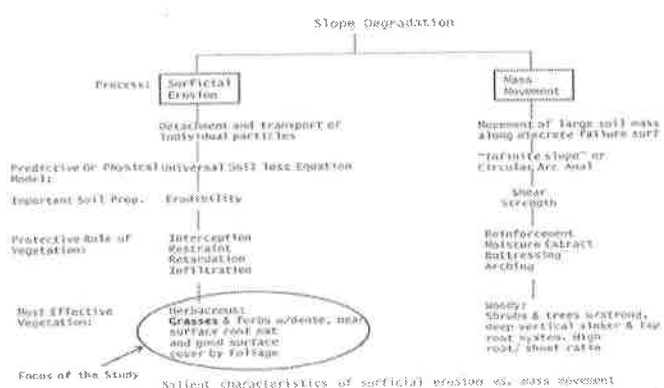 Slope Degradation
Process:
Surficial Erosion
Mass Movement
Detachment and transport of individual particles
Movement of large soil mass along discrete failure surf
Predictive Or Physical Model:
Universal Soil loss Equation
"Infinite slope" or Circular Arc Anal
Important Soil Prop.
Erodibility
Shear Strength
Protective Role of Vegetation:
Interception
Restraint
Retardation
Infiltration
Reinforcement
Moisture Extract
Buttressing
Arching
Most Effective Vegetation:
Herbaceous:
Grasses & forbs w/dense, near
surface root mat
and good surface
cover by foliage
Woody:
Shrubs & trees w/strong,
deep vertical sinker & tap
root system. High
root/ shoot ratio
Focus of the Study
Salient characteristics of surficial erosion vs. mass movement